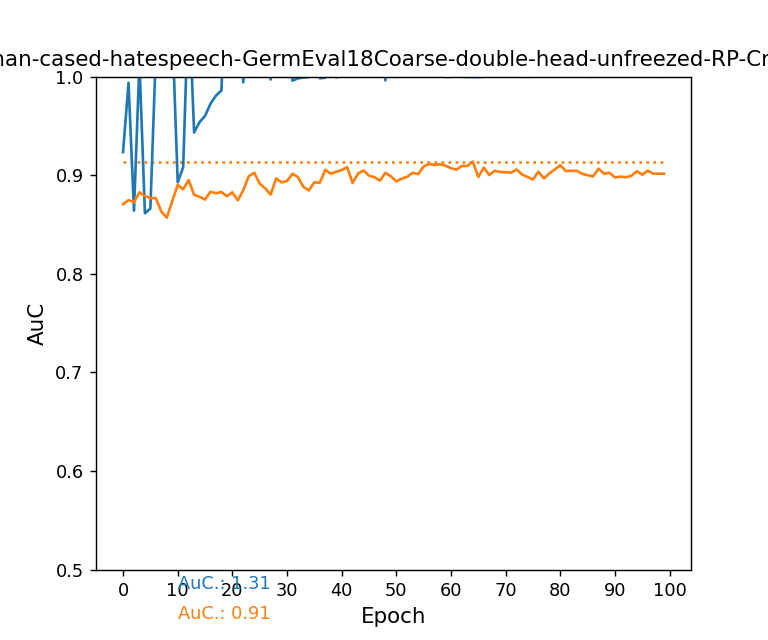 nan-cased-hatespeech-GermEval18Coarse-double-head-unfreezed-RP-Cr
1.0
0.9
0.8
0.7
0.6
0.5
AuC
0 10 20 30 40 50 60 70 80 90 100
AuC.: 1.31
AuC.: 0.91
Epoch